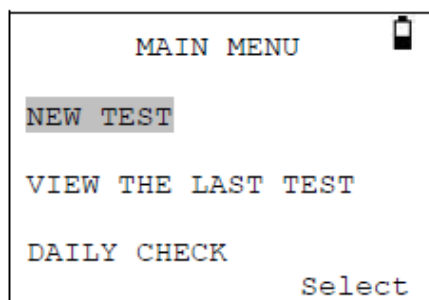 MAIN MENU
NEW TEST
VIEW THE LAST TEST
DAILY CHECK
Select